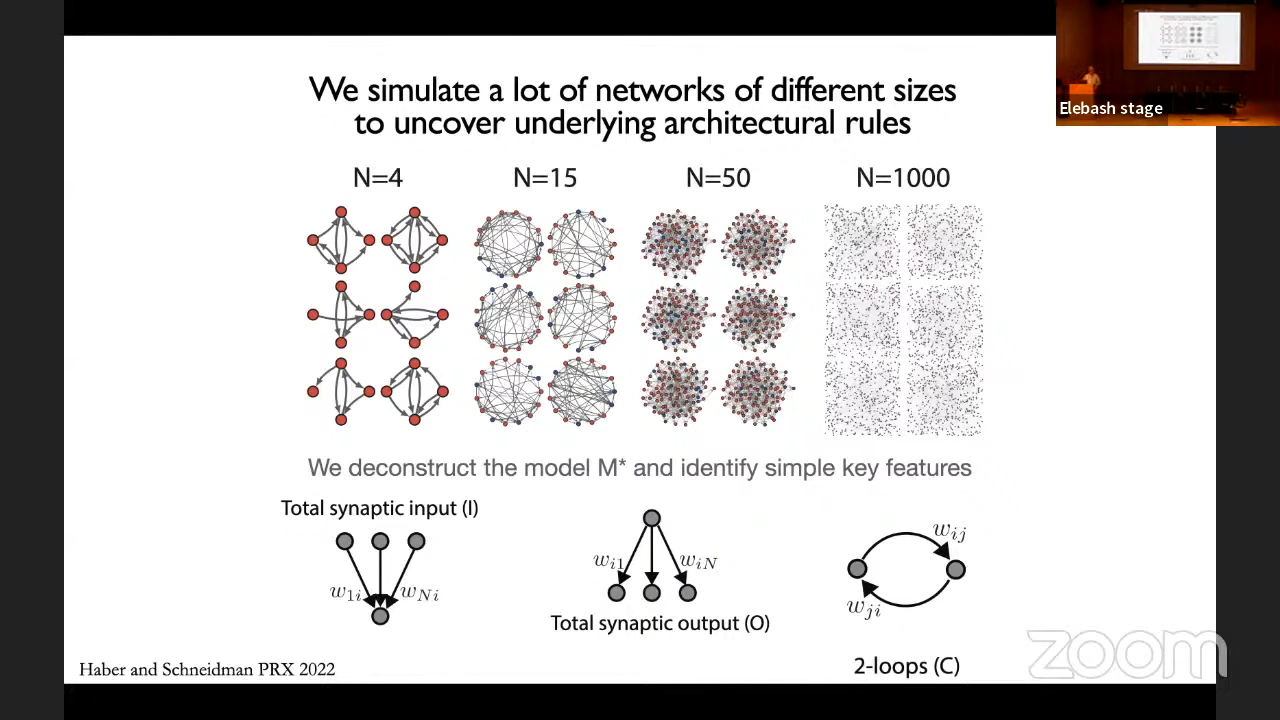 We simulate a lot of networks of different sizes
to uncover underlying architectural rules
Elebash stage
N=4
N=15
N=50
N=1000
We deconstruct the model M* and identify simple key features
Total synaptic input (I)
w1i
wNi
wi1
wiN
Total synaptic output (O)
wij
wji
2-loops (C)
Haber and Schneidman PRX 2022
zoom